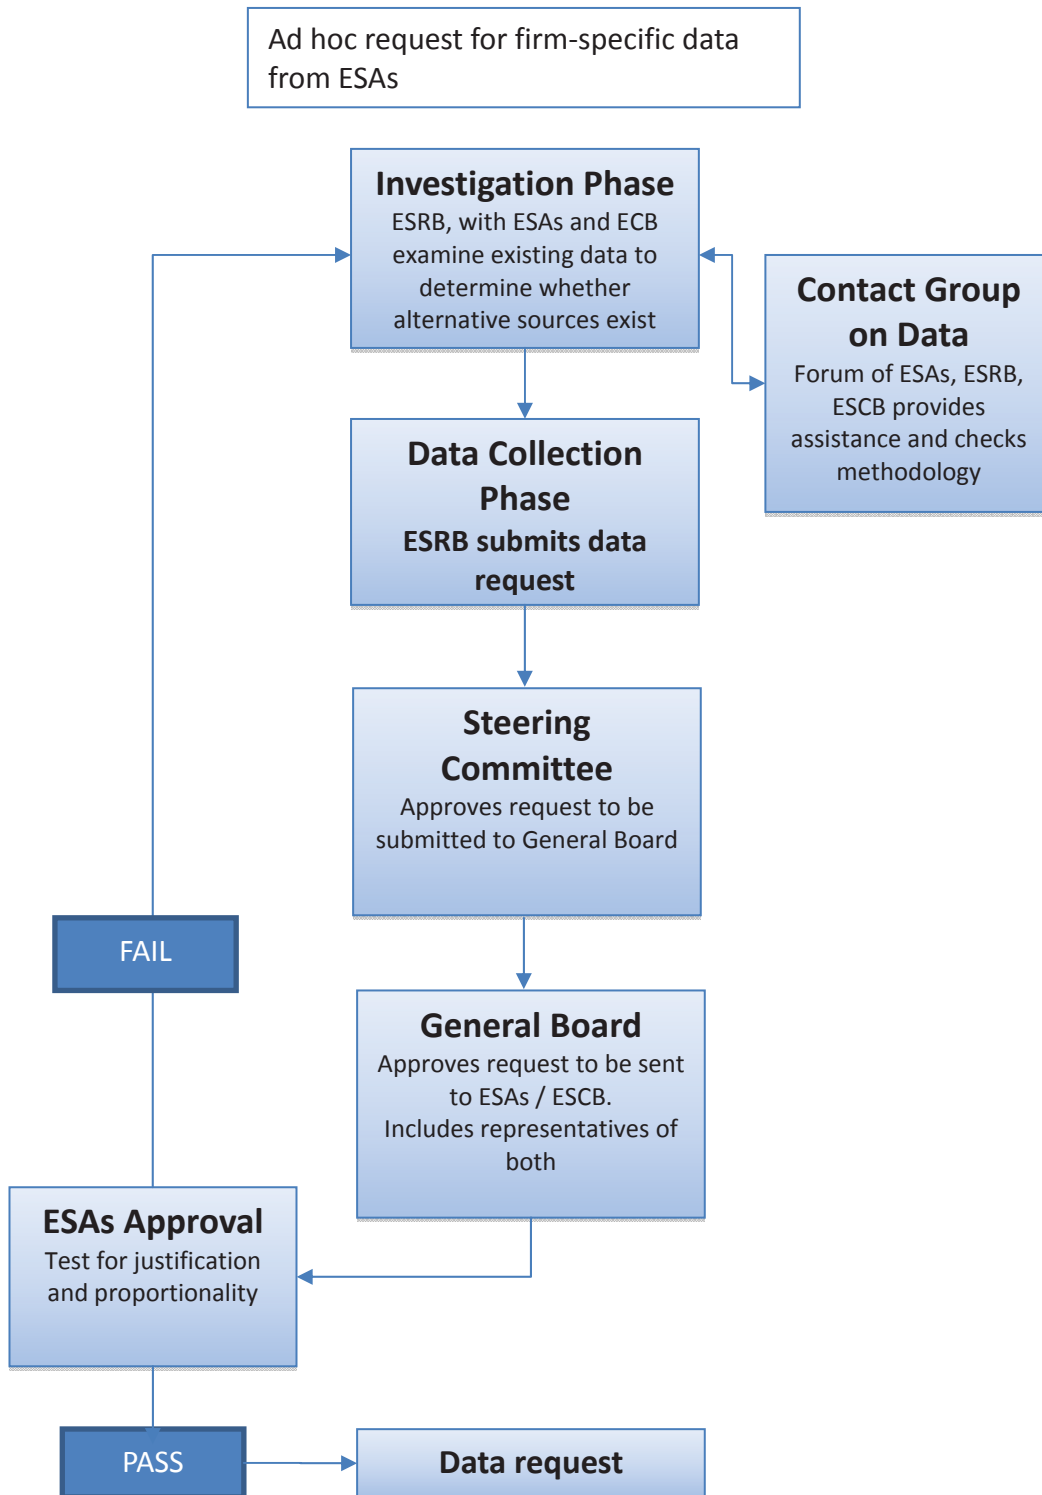 Ad hoc request for firm-specific data
from ESAs
Investigation Phase
ESRB, with ESAs and ECB
examine existing data to
determine whether
alternative sources exist
Contact Group
on Data
Forum of ESAs, ESRB,
ESCB provides
assistance and checks
methodology
Data Collection
Phase
ESRB submits data
request
Steering
Committee
Approves request to be
submitted to General Board
FAIL
General Board
Approves request to be sent
to ESAs / ESCB.
Includes representatives of
both
ESAs Approval
Test for justification
and proportionality
PASS
Data request